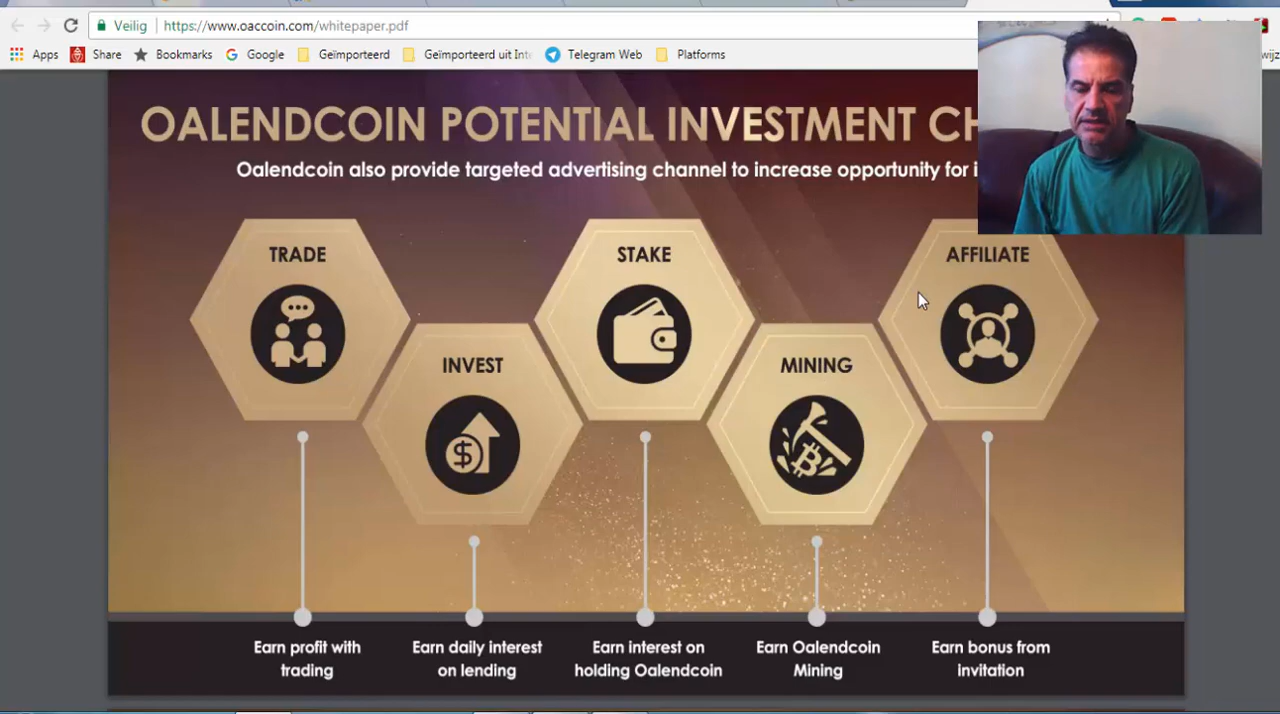 Veilig
https://www.oaccoin.com/whitepaper.pdf
Apps Share Bookmarks Google Geïmporteerd Geïmporteerd uit Telegram Web Platforms
OALENDCOIN POTENTIAL INVESTMENT
Oalendcoin also provide targeted advertising channel to increase opportunity for
TRADE
STAKE
AFFILIATE
INVEST
MINING
Earn profit with
trading
Earn daily interest
on lending
Earn interest on
holding Oalendcoin
Earn Oalendcoin
Mining
Earn bonus from
invitation